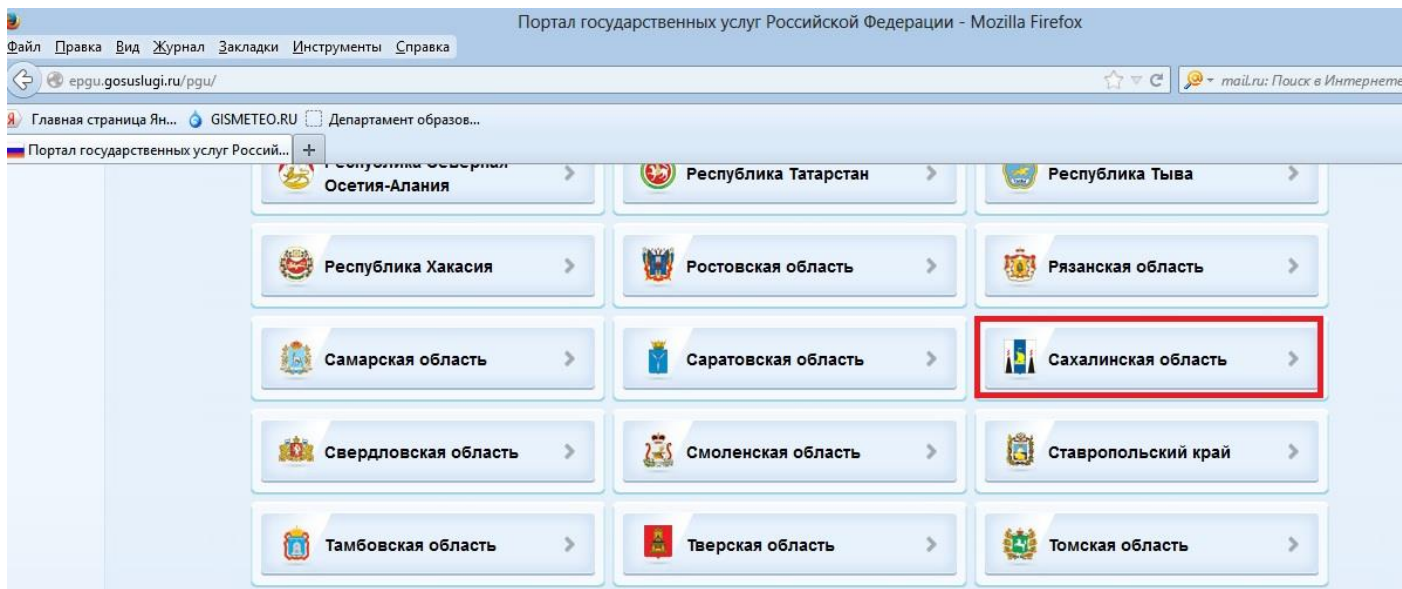 Портал государственных услуг Российской Федерации - Mozilla Firefox
Файл Правка Вид Журнал Закладки Инструменты Справка
epgu.gosuslugi.ru/pgu/
mail.ru: Поиск в Интернете
Главная страница Ян... GISMETEO.RU Департамент образов...
Портал государственных услуг Россий... +
Республика Северная
Осетия-Алания
Республика Татарстан
Республика Тыва
Республика Хакасия
Ростовская область
Рязанская область
Самарская область
Саратовская область
Сахалинская область
Свердловская область
Смоленская область
Ставропольский край
Тамбовская область
Тверская область
Томская область